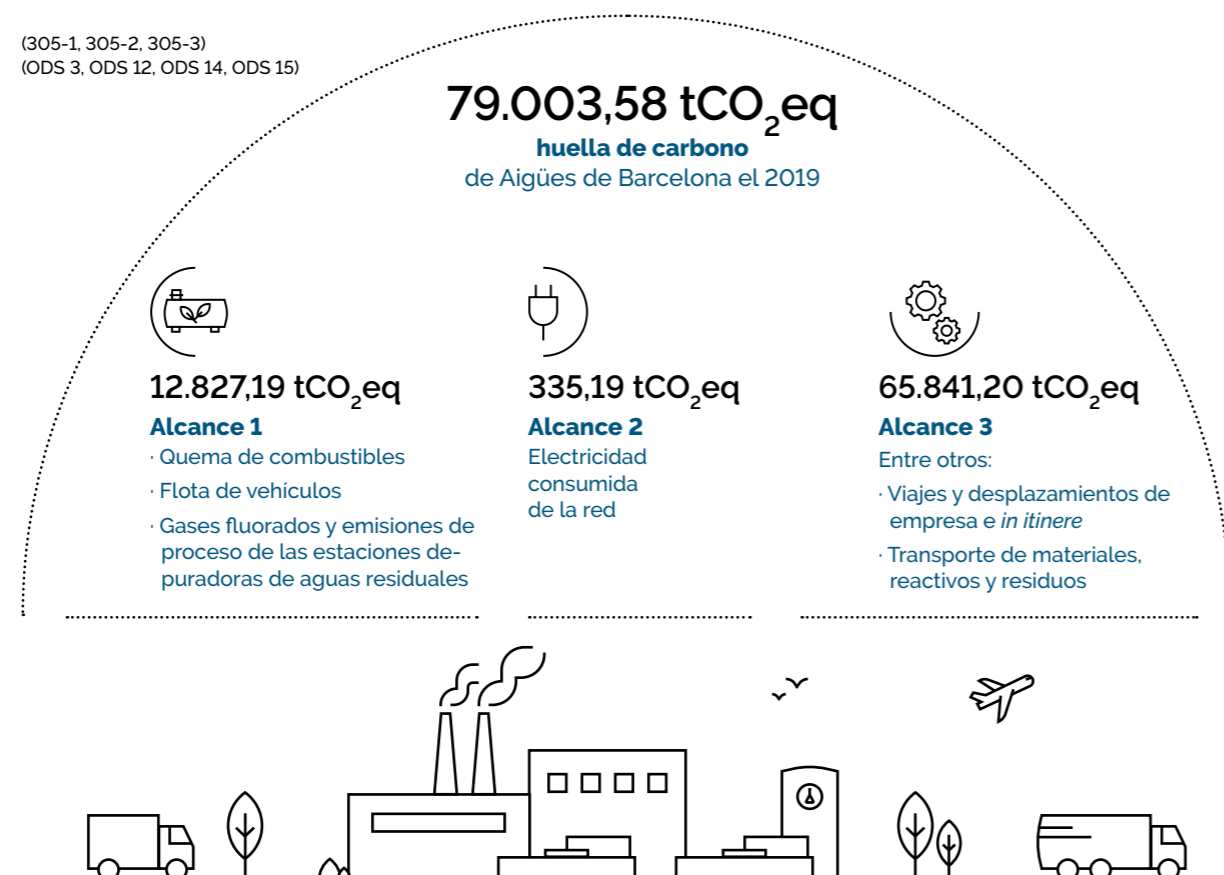 (305-1, 305-2, 305-3)
(ODS 3, ODS 12, ODS 14, ODS 15)
79.003,58 tCO₂eq
huella de carbono
de Aigües de Barcelona el 2019
12.827,19 tCO₂eq
Alcance 1
· Quema de combustibles
· Flota de vehículos
· Gases fluorados y emisiones de
proceso de las estaciones de-
puradoras de aguas residuales
335,19 tCO₂eq
Alcance 2
Electricidad
consumida
de la red
65.841,20 tCO₂eq
Alcance 3
Entre otros:
· Viajes y desplazamientos de
empresa e in itinere
· Transporte de materiales,
reactivos y residuos